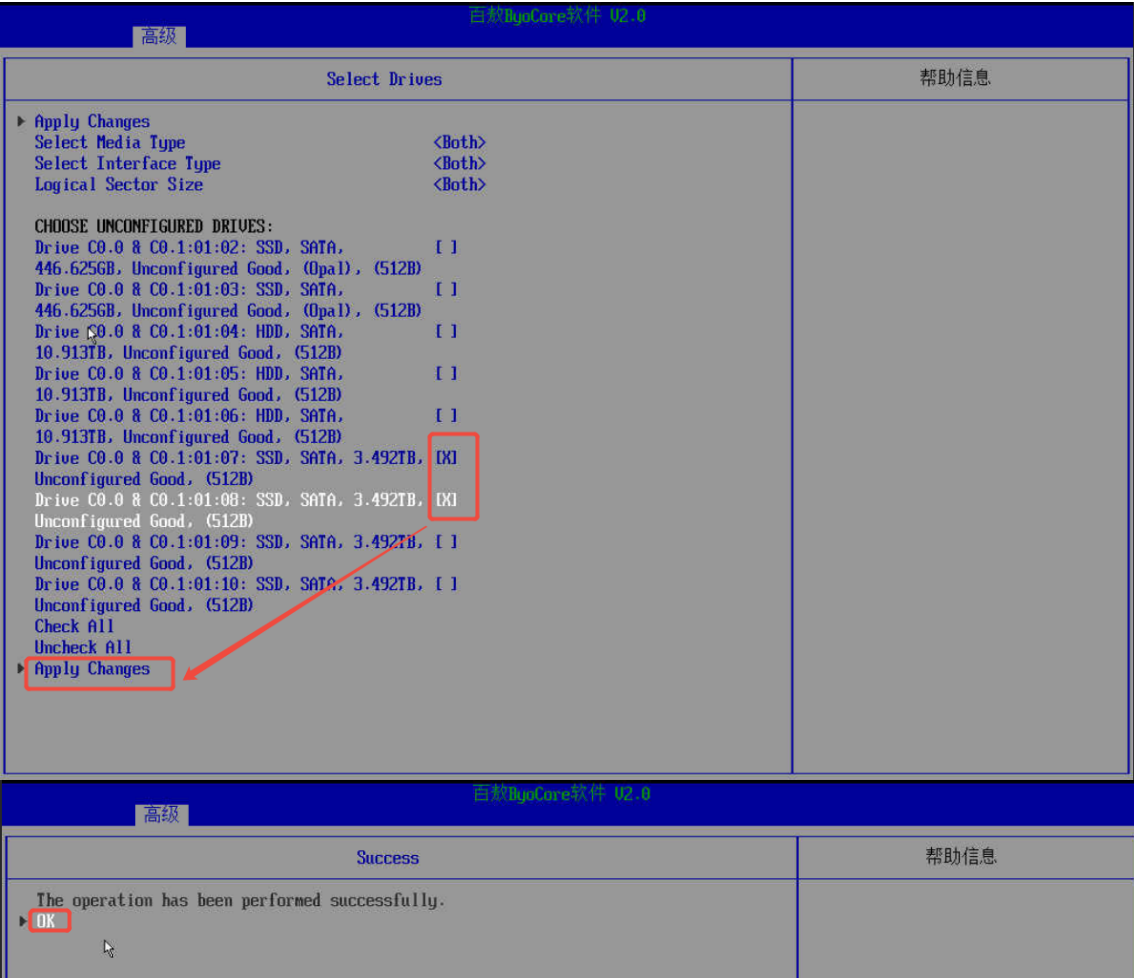 百敖ByoCore软件 V2.0
高级
Select Drives
帮助信息
Apply Changes
Select Media Type <Both>
Select Interface Type <Both>
Logical Sector Size <Both>
CHOOSE UNCONFIGURED DRIVES:
Drive C0.0 & C0.1:01:02: SSD, SATA, [ ]
446.625GB, Unconfigured Good, (Opal), (512B)
Drive C0.0 & C0.1:01:03: SSD, SATA, [ ]
446.625GB, Unconfigured Good, (Opal), (512B)
Drive C0.0 & C0.1:01:04: HDD, SATA, [ ]
10.913TB, Unconfigured Good, (512B)
Drive C0.0 & C0.1:01:05: HDD, SATA, [ ]
10.913TB, Unconfigured Good, (512B)
Drive C0.0 & C0.1:01:06: HDD, SATA, [ ]
10.913TB, Unconfigured Good, (512B)
Drive C0.0 & C0.1:01:07: SSD, SATA, 3.492TB, [X]
Unconfigured Good, (512B)
Drive C0.0 & C0.1:01:08: SSD, SATA, 3.492TB, [X]
Unconfigured Good, (512B)
Drive C0.0 & C0.1:01:09: SSD, SATA, 3.492TB, [ ]
Unconfigured Good, (512B)
Drive C0.0 & C0.1:01:10: SSD, SATA, 3.492TB, [ ]
Unconfigured Good, (512B)
Check All
Uncheck All
Apply Changes
百敖ByoCore软件 V2.0
高级
Success
帮助信息
The operation has been performed successfully.
OK